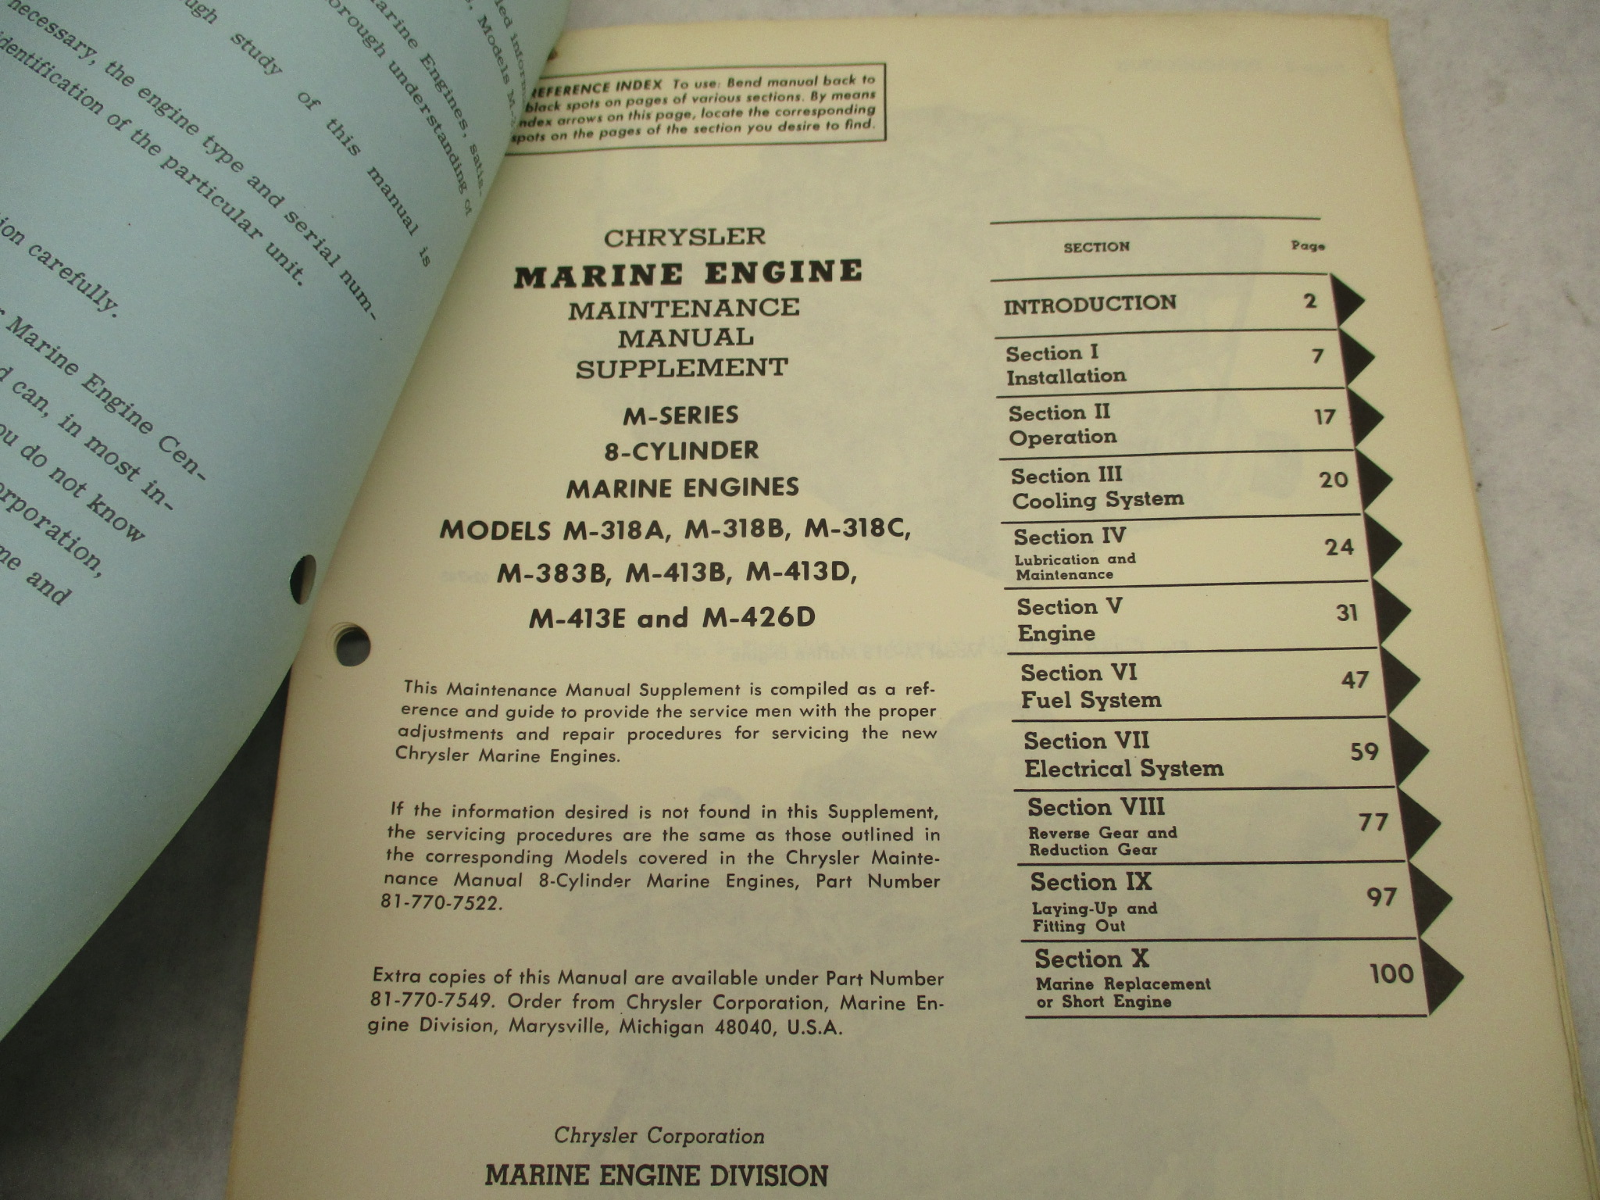 necessary, the engine type and serial num-
identification of the particular unit.
study of this manual is
Marine Engines, satis-
thorough understanding of
Models M-
carefully.
Marine Engine Cen-
can, in most in-
you do not know
and
REFERENCE INDEX To use: Bend manual back to
black spots on pages of various sections. By means
index arrows on this page, locate the corresponding
spots on the pages of the section you desire to find.
CHRYSLER
MARINE ENGINE
MAINTENANCE
MANUAL
SUPPLEMENT
M-SERIES
8-CYLINDER
MARINE ENGINES
MODELS M-318A, M-318B, M-318C,
M-383B, M-413B, M-413D,
M-413E and M-426D
This Maintenance Manual Supplement is compiled as a ref-
erence and guide to provide the service men with the proper
adjustments and repair procedures for servicing the new
Chrysler Marine Engines.
If the information desired is not found in this Supplement,
the servicing procedures are the same as those outlined in
the corresponding Models covered in the Chrysler Mainte-
nance Manual 8-Cylinder Marine Engines, Part Number
81-770-7522.
Extra copies of this Manual are available under Part Number
81-770-7549. Order from Chrysler Corporation, Marine En-
gine Division, Marysville, Michigan 48040, U.S.A.
Chrysler Corporation
MARINE ENGINE DIVISION
SECTION Page
INTRODUCTION 2
Section I 7
Installation
Section II 17
Operation
Section III 20
Cooling System
Section IV 24
Lubrication and
Maintenance
Section V 31
Engine
Section VI 47
Fuel System
Section VII 59
Electrical System
Section VIII 77
Reverse Gear and
Reduction Gear
Section IX 97
Laying-Up and
Fitting Out
Section X 100
Marine Replacement
or Short Engine